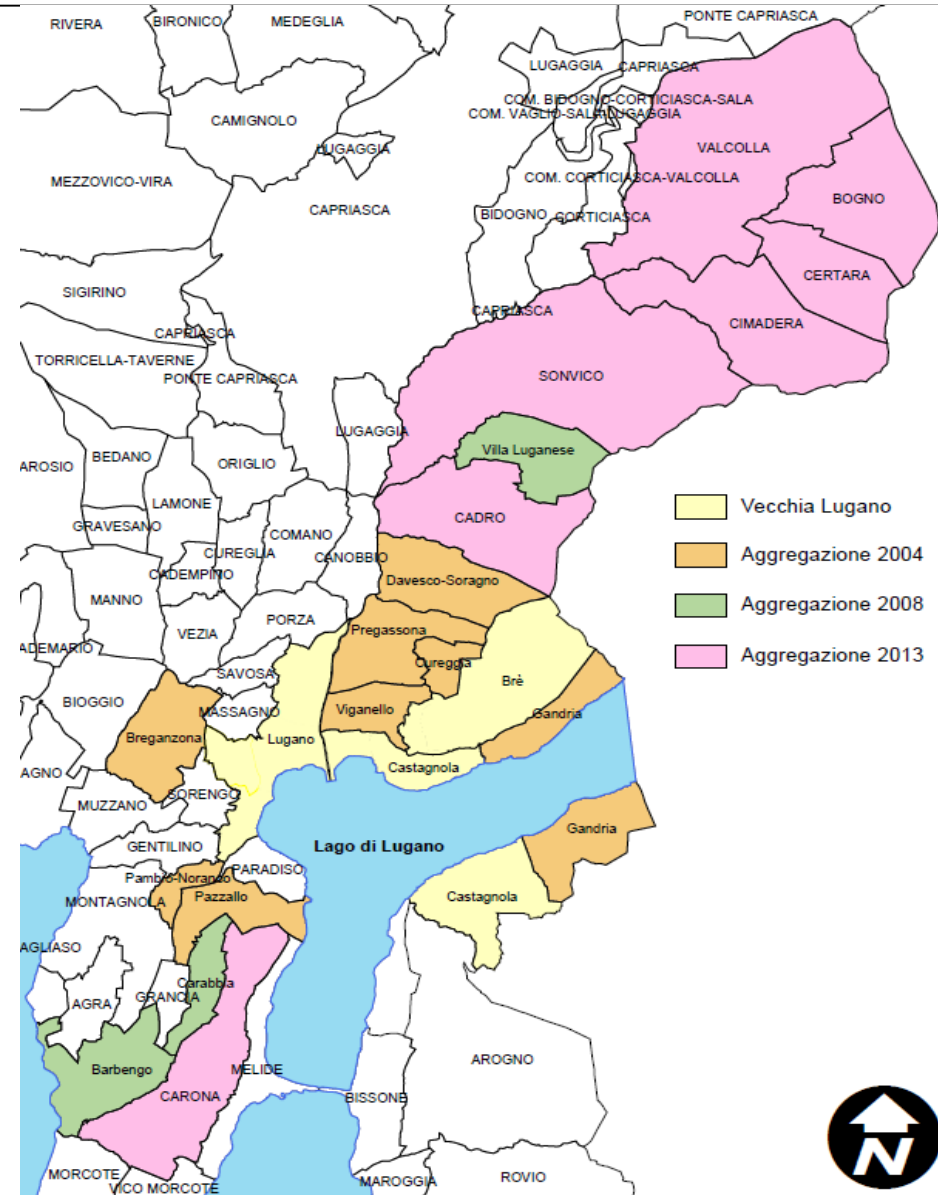 RIVERA
BIRONICO
MEDEGLIA
PONTE CAPRIASCA
LUGAGGIA
CAPRIASCA
COM. BIDOGNO-CORTICIASCA-SALA
COM. VAGLIO-SALA-LUGAGGIA
CAMIGNOLO
LUGAGGIA
VALCOLLA
MEZZOVICO-VIRA
COM. CORTICIASCA-VALCOLLA
CAPRIASCA
BIDOGNO
CORTICIASCA
BOGNO
CERTARA
SIGIRINO
CAPRIASCA
CIMADERA
CAPRIASCA
TORRICELLA-TAVERNE
PONTE CAPRIASCA
SONVICO
LUGAGGIA
Villa Luganese
BEDANO
AROSIO
ORIGLIO
LAMONE
Vecchia Lugano
CADRO
GRAVESANO
COMANO
CUREGLIA
CANOBBIO
Aggregazione 2004
CADEMPINO
Davesco-Soragno
MANNO
Aggregazione 2008
PORZA
VEZIA
Pregassona
ADEMARIO
Aggregazione 2013
Cureggia
SAVOSA
Brè
BIOGGIO
MASSAGNO
Viganello
Gandria
Breganzona
Lugano
Castagnola
AGNO
SORENGO
MUZZANO
Gandria
GENTILINO
Lago di Lugano
PARADISO
Pambio-Noranco
Pazzallo
Castagnola
MONTAGNOLA
AGLIASO
Carabbia
GRANCIA
AGRA
AROGNO
Barbengo
MELIDE
CARONA
BISSONE
MORCOTE
VICO MORCOTE
MAROGGIA
ROVIO
N